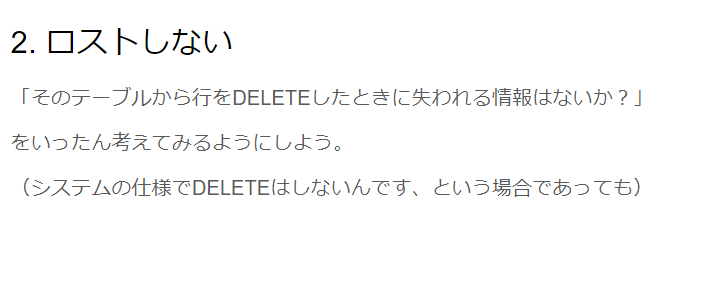 2. ロストしない
「そのテーブルから行をDELETEしたときに失われる情報はないか？」
をいったん考えてみるようにしよう。
（システムの仕様でDELETEはしないんです、という場合であっても）